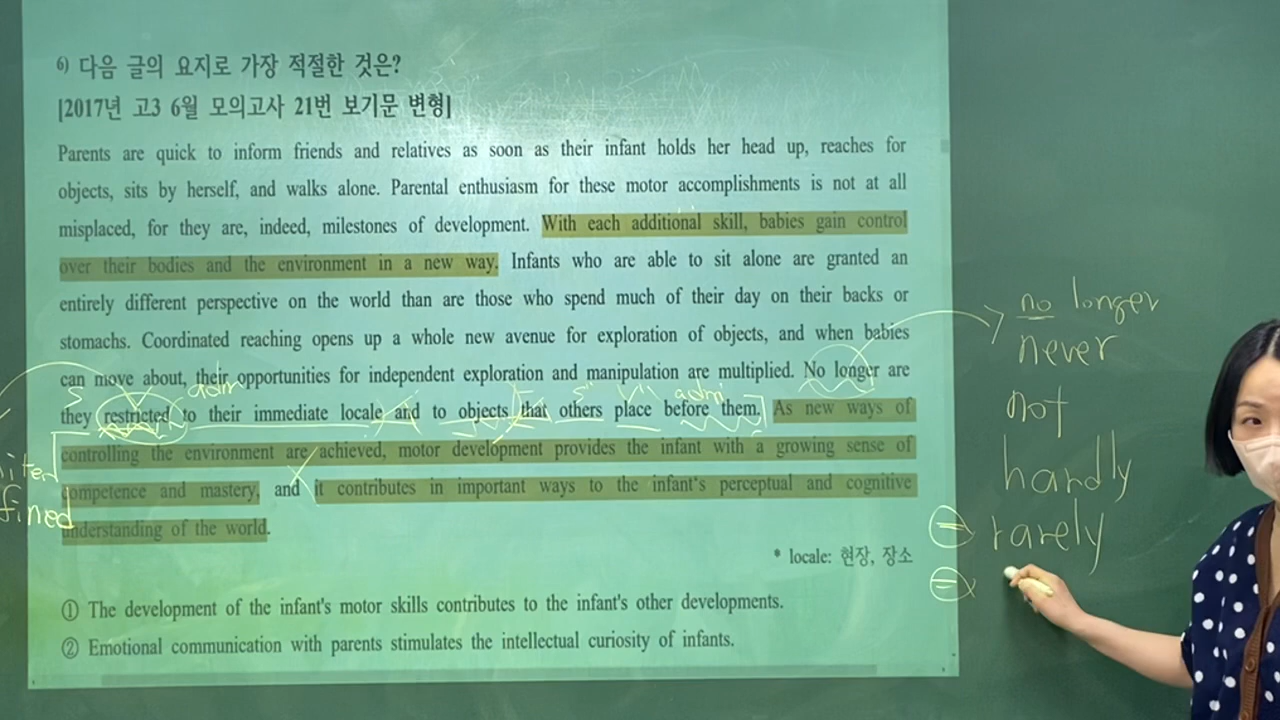 6) 다음 글의 요지로 가장 적절한 것은?
[2017년 고3 6월 모의고사 21번 보기문 변형]
Parents are quick to inform friends and relatives as soon as their infant holds her head up, reaches for
objects, sits by herself, and walks alone. Parental enthusiasm for these motor accomplishments is not at all
misplaced, for they are, indeed, milestones of development. With each additional skill, babies gain control
over their bodies and the environment in a new way. Infants who are able to sit alone are granted an
entirely different perspective on the world than are those who spend much of their day on their backs or
stomachs. Coordinated reaching opens up a whole new avenue for exploration of objects, and when babies
can move about, their opportunities for independent exploration and manipulation are multiplied. No longer are
they restricted to their immediate locale and to objects that others place before them. As new ways of
controlling the environment are achieved, motor development provides the infant with a growing sense of
competence and mastery, and it contributes in important ways to the infant's perceptual and cognitive
understanding of the world.
* locale: 현장, 장소
① The development of the infant's motor skills contributes to the infant's other developments.
② Emotional communication with parents stimulates the intellectual curiosity of infants.
no longer
never
not
hardly
rarely
S
V
S'
V'
fined